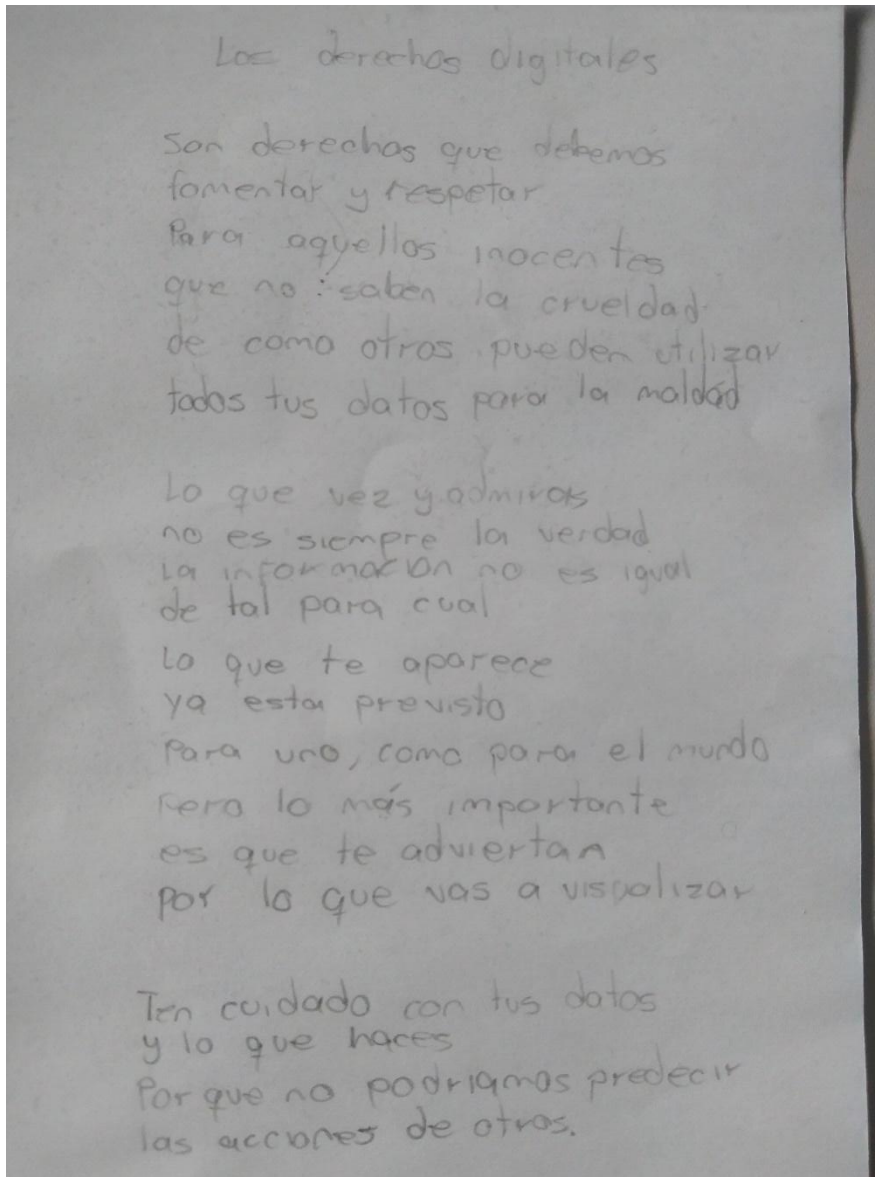 Los derechos digitales
Son derechos que debemos
fomentar y respetar
Para aquellos inocentes
que no saben la crueldad
de como otros pueden utilizar
todos tus datos para la maldad
Lo que vez y admiras
no es siempre la verdad
La información no es igual
de tal para cual
Lo que te aparece
ya esta previsto
Para uno, como para el mundo
Pero lo más importante
es que te adviertan
por lo que vas a visualizar
Ten cuidado con tus datos
y lo que haces
Por que no podriamos predecir
las acciones de otros.